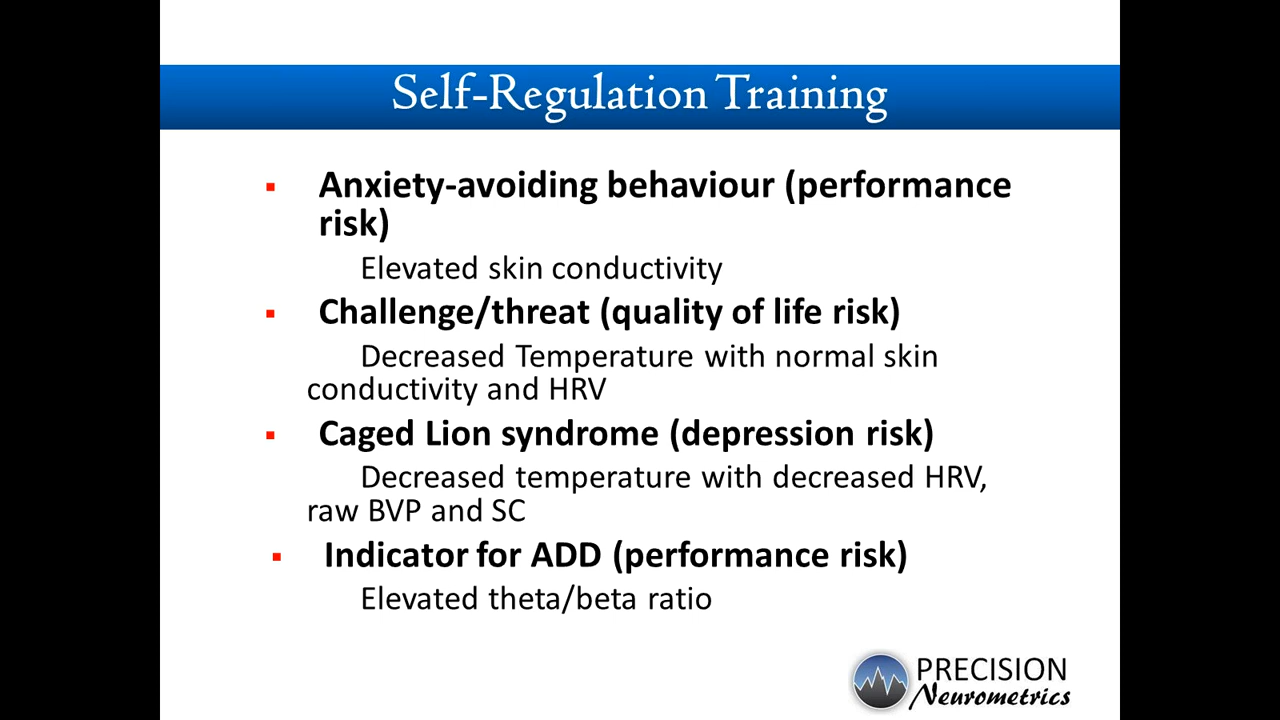 Self-Regulation Training
▪ Anxiety-avoiding behaviour (performance
risk)
Elevated skin conductivity
▪ Challenge/threat (quality of life risk)
Decreased Temperature with normal skin
conductivity and HRV
▪ Caged Lion syndrome (depression risk)
Decreased temperature with decreased HRV,
raw BVP and SC
▪ Indicator for ADD (performance risk)
Elevated theta/beta ratio
PRECISION
Neurometrics